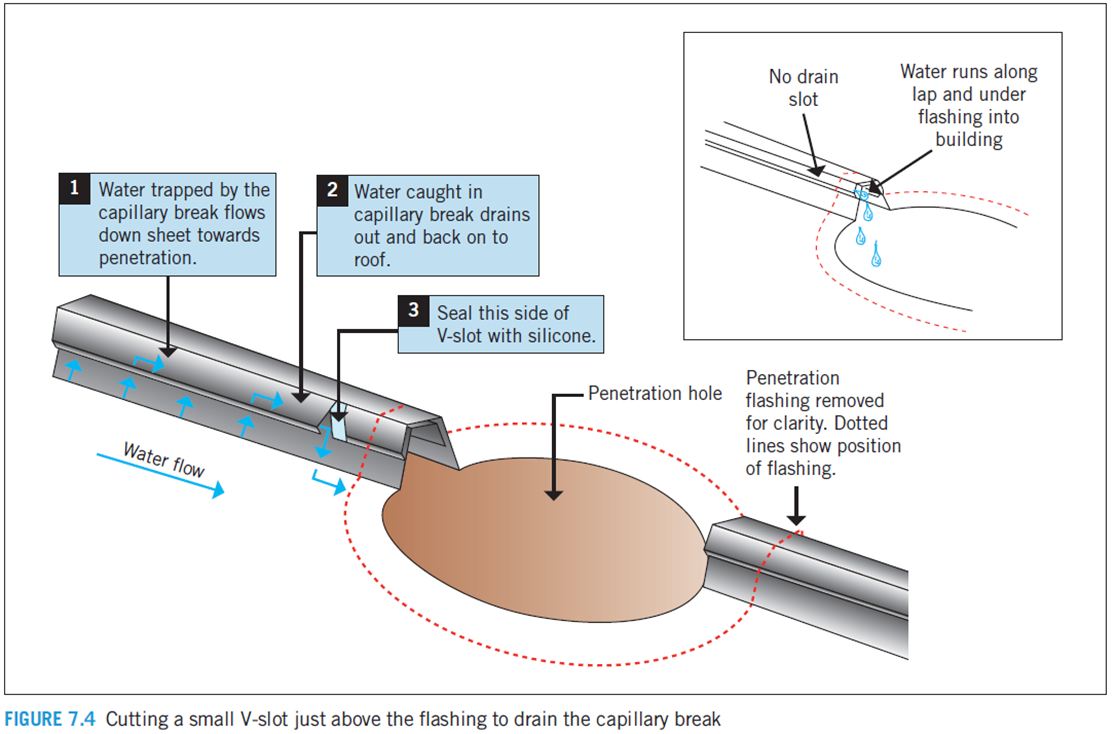 No drain
slot
Water runs along
lap and under
flashing into
building
1
Water trapped by the
capillary break flows
down sheet towards
penetration.
2
Water caught in
capillary break drains
out and back on to
roof.
3
Seal this side of
V-slot with silicone.
Penetration hole
Penetration
flashing removed
for clarity. Dotted
lines show position
of flashing.
Water flow
FIGURE 7.4 Cutting a small V-slot just above the flashing to drain the capillary break